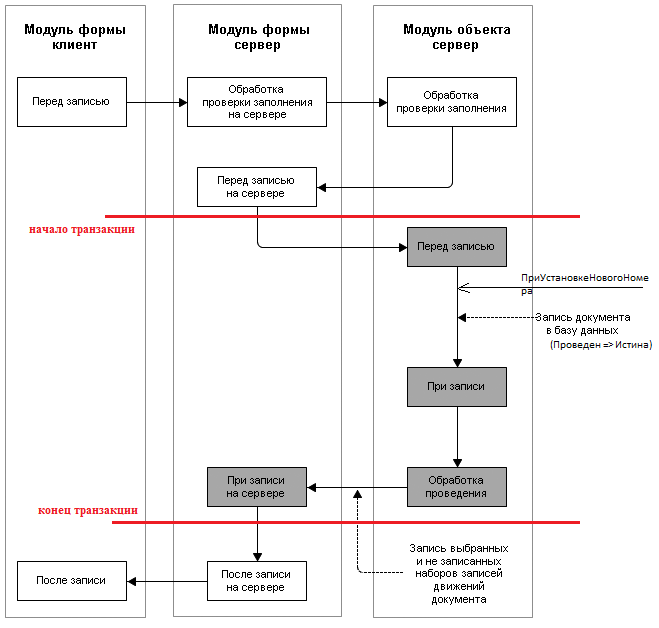 Модуль формы
клиент
Модуль формы
сервер
Модуль объекта
сервер
Перед записью
Обработка
проверки заполнения
на сервере
Обработка
проверки заполнения
Перед записью
на сервере
начало транзакции
Перед записью
ПриУстановкеНовогоНоме
ра
Запись документа
в базу данных
(Проведен => Истина)
При записи
При записи
на сервере
Обработка
проведения
конец транзакции
Запись выбранных
и не записанных
наборов записей
движений
документа
После записи
После записи
на сервере